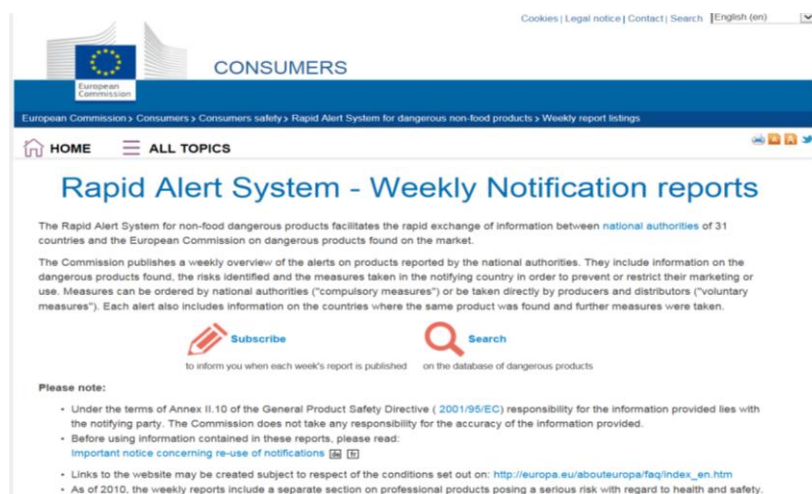 Cookies | Legal notice | Contact | Search English (en)
CONSUMERS
European
Commission
European Commission > Consumers > Consumers safety > Rapid Alert System for dangerous non-food products > Weekly report listings
HOME ALL TOPICS
A A
Rapid Alert System - Weekly Notification reports
The Rapid Alert System for non-food dangerous products facilitates the rapid exchange of information between national authorities of 31
countries and the European Commission on dangerous products found on the market.
The Commission publishes a weekly overview of the alerts on products reported by the national authorities. They include information on the
dangerous products found, the risks identified and the measures taken in the notifying country in order to prevent or restrict their marketing or
use. Measures can be ordered by national authorities ("compulsory measures") or be taken directly by producers and distributors ("voluntary
measures"). Each alert also includes information on the countries where the same product was found and further measures were taken.
Subscribe
to inform you when each week's report is published
Search
on the database of dangerous products
Please note:
• Under the terms of Annex II.10 of the General Product Safety Directive ( 2001/95/EC) responsibility for the information provided lies with
the notifying party. The Commission does not take any responsibility for the accuracy of the information provided.
• Before using information contained in these reports, please read:
Important notice concerning re-use of notifications de fr
• Links to the website may be created subject to respect of the conditions set out on: http://europa.eu/abouteuropa/faq/index_en.htm
• As of 2010, the weekly reports include a separate section on professional products posing a serious risk with regard to health and safety.